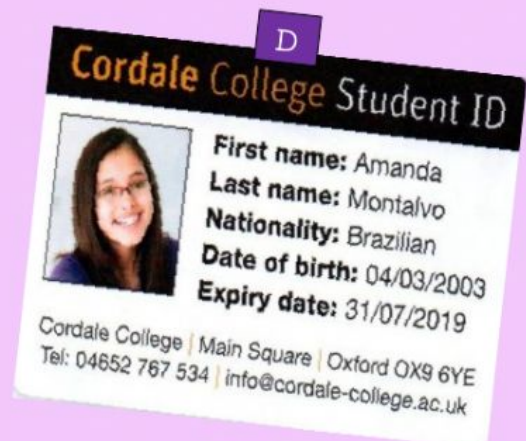 D
Cordale College Student ID
First name: Amanda
Last name: Montalvo
Nationality: Brazilian
Date of birth: 04/03/2003
Expiry date: 31/07/2019
Cordale College | Main Square | Oxford OX9 6YE
Tel: 04652 767 534 | info@cordale-college.ac.uk